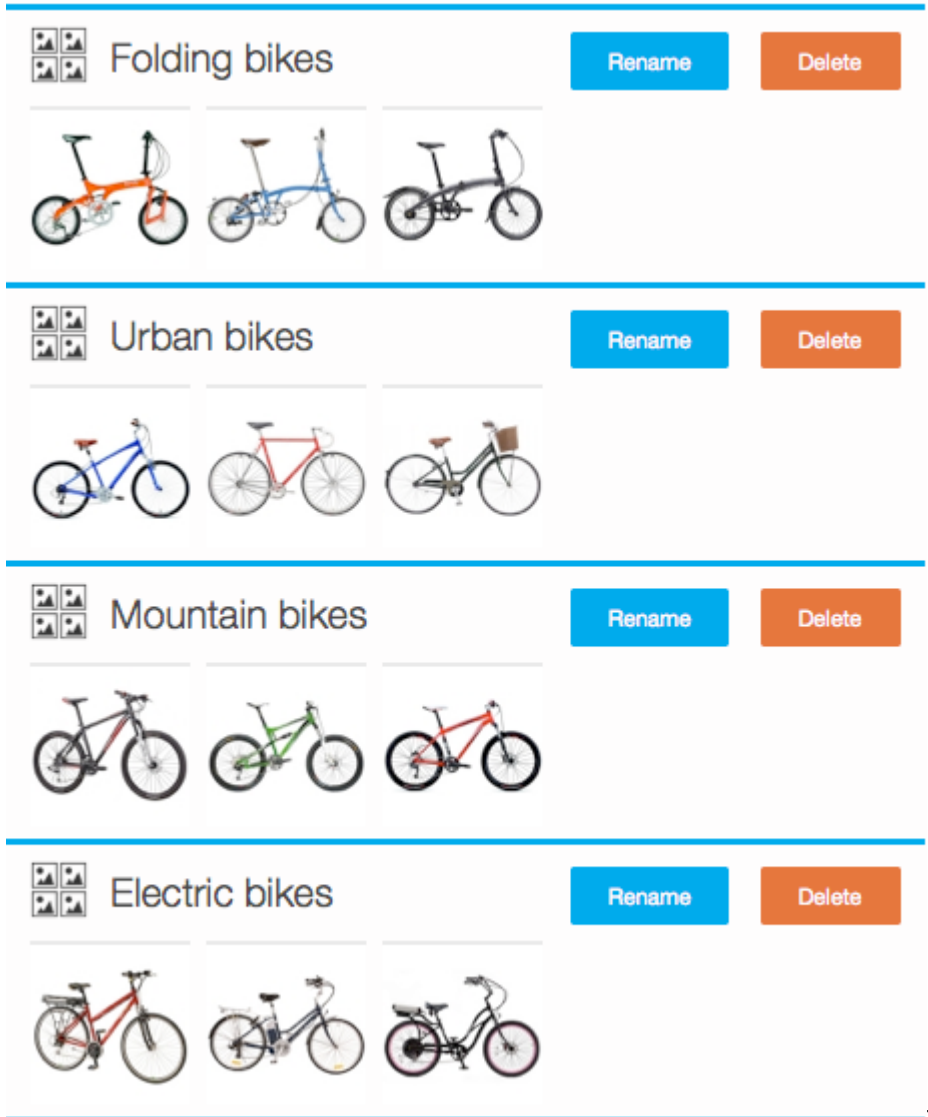 Folding bikes Rename Delete
Urban bikes Rename Delete
Mountain bikes Rename Delete
Electric bikes Rename Delete